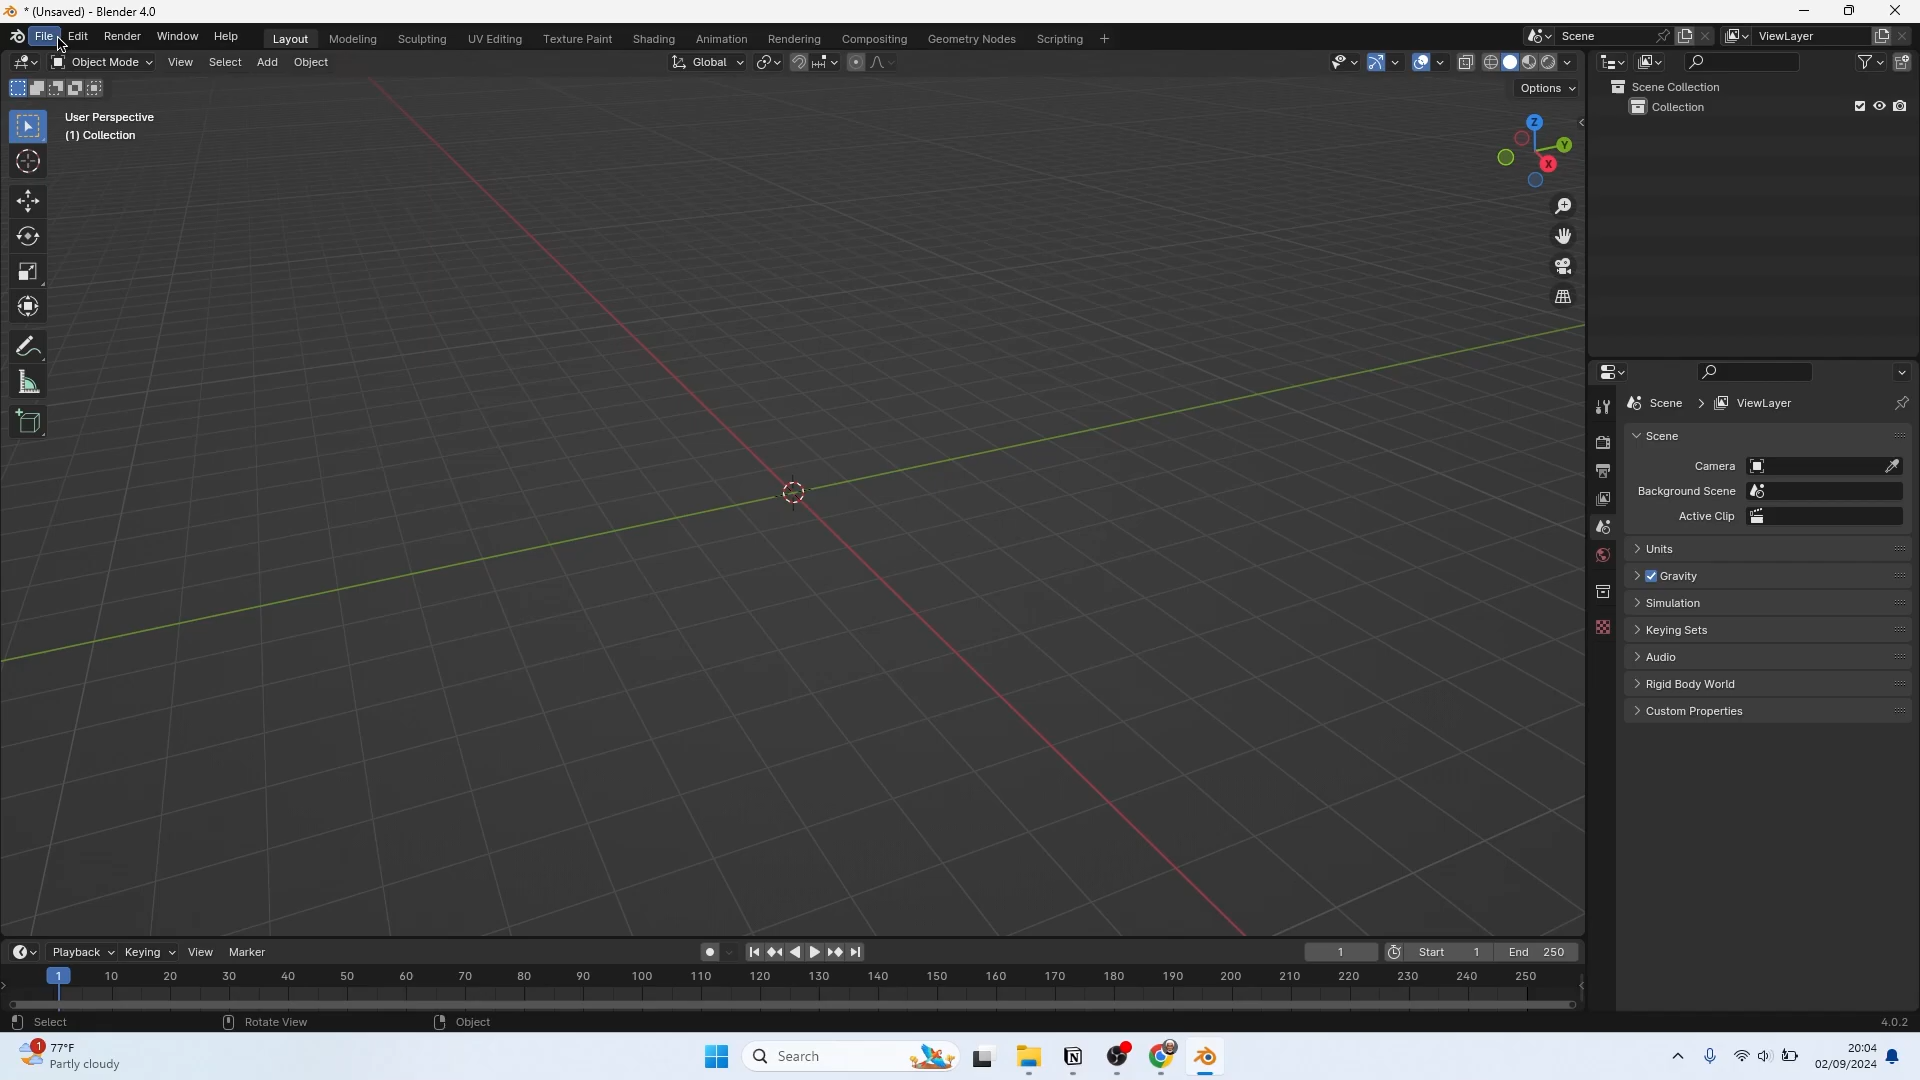 * (Unsaved) - Blender 4.0
File Edit Render Window Help Layout Modeling Sculpting UV Editing Texture Paint Shading Animation Rendering Compositing Geometry Nodes Scripting + Scene ViewLayer
Object Mode View Select Add Object Global
Options
User Perspective
(1) Collection
Z
Y
X
Scene Collection
Collection
Scene > ViewLayer
Scene
Camera
Background Scene
Active Clip
Units
Gravity
Simulation
Keying Sets
Audio
Rigid Body World
Custom Properties
Playback Keying View Marker 1 Start 1 End 250
1 10 20 30 40 50 60 70 80 90 100 110 120 130 140 150 160 170 180 190 200 210 220 230 240 250
Select Rotate View Object 4.0.2
1 77°F
Partly cloudy
Search
20:04
02/09/2024